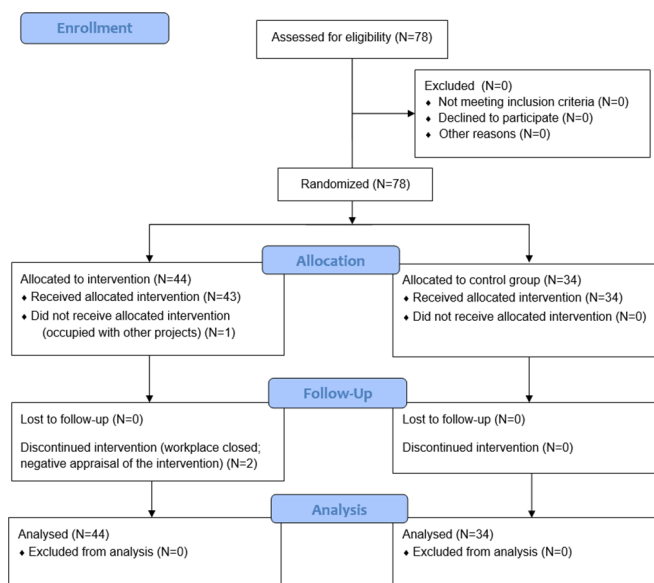 Enrollment
Assessed for eligibility (N=78)
Excluded (N=0)
♦ Not meeting inclusion criteria (N=0)
♦ Declined to participate (N=0)
♦ Other reasons (N=0)
Randomized (N=78)
Allocation
Allocated to intervention (N=44)
♦ Received allocated intervention (N=43)
♦ Did not receive allocated intervention
(occupied with other projects) (N=1)
Allocated to control group (N=34)
♦ Received allocated intervention (N=34)
♦ Did not receive allocated intervention (N=0)
Follow-Up
Lost to follow-up (N=0)
Discontinued intervention (workplace closed;
negative appraisal of the intervention) (N=2)
Lost to follow-up (N=0)
Discontinued intervention (N=0)
Analysis
Analysed (N=44)
♦ Excluded from analysis (N=0)
Analysed (N=34)
♦ Excluded from analysis (N=0)